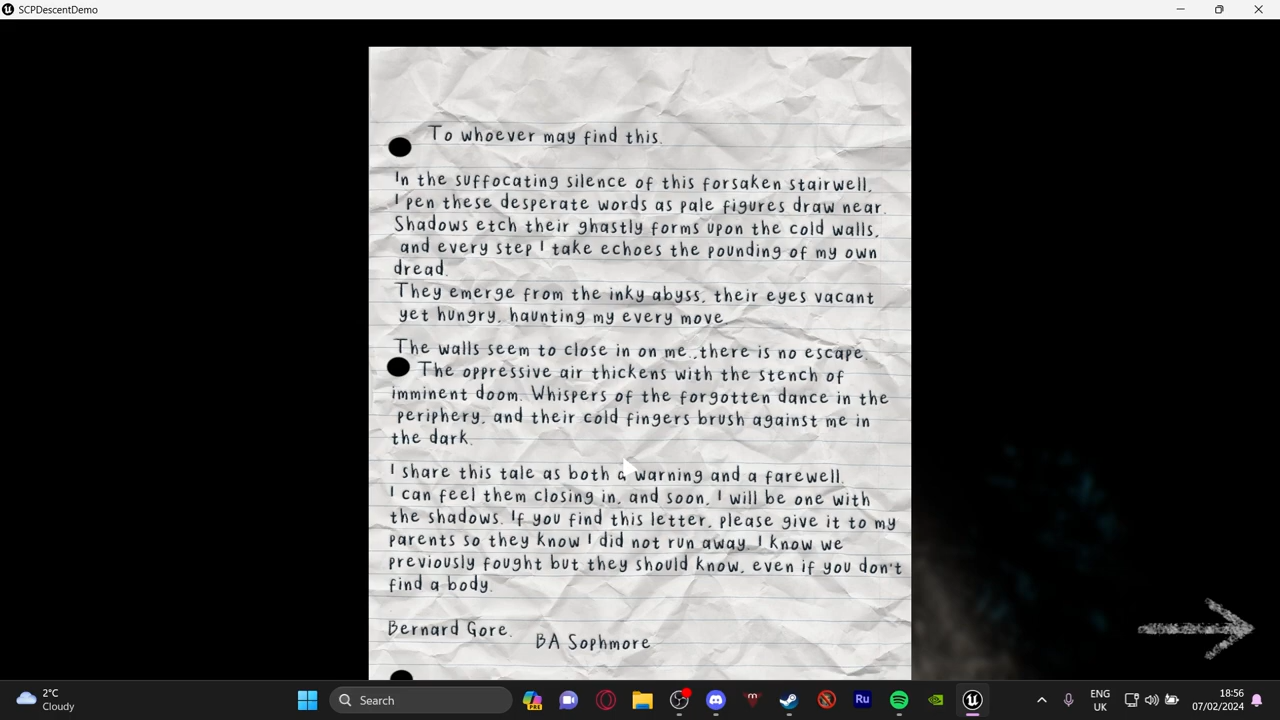 SCPDescentDemo
To whoever may find this.
In the suffocating silence of this forsaken stairwell,
I pen these desperate words as pale figures draw near.
Shadows etch their ghastly forms upon the cold walls,
and every step I take echoes the pounding of my own
dread.
They emerge from the inky abyss, their eyes vacant
yet hungry, haunting my every move.
The walls seem to close in on me..there is no escape.
The oppressive air thickens with the stench of
imminent doom. Whispers of the forgotten dance in the
periphery, and their cold fingers brush against me in
the dark.
I share this tale as both a warning and a farewell.
I can feel them closing in, and soon, I will be one with
the shadows. If you find this letter, please give it to my
parents so they know I did not run away. I know we
previously fought but they should know, even if you don't
find a body.
Bernard Gore.
BA Sophmore
2°C
Cloudy
Search
PRE
Ru
ENG
UK
18:56
07/02/2024